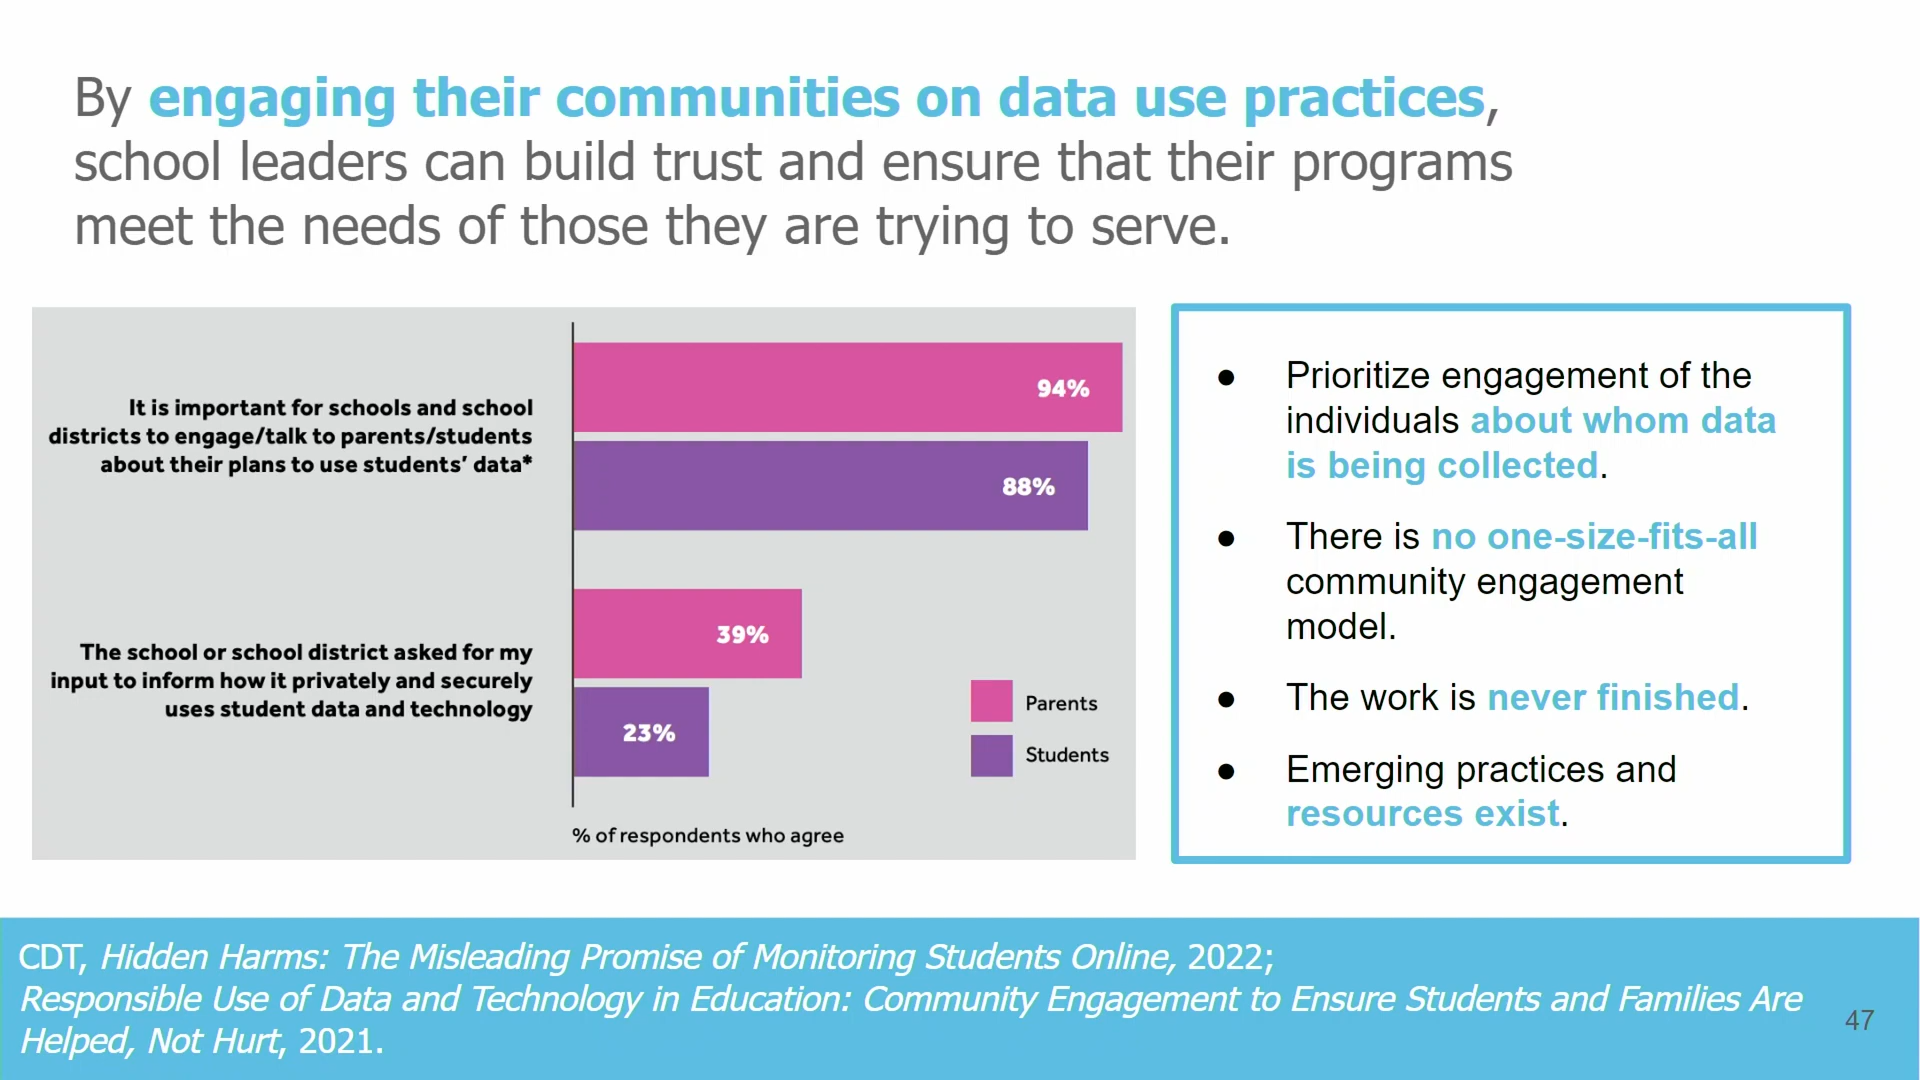 By engaging their communities on data use practices,
school leaders can build trust and ensure that their programs
meet the needs of those they are trying to serve.
It is important for schools and school
districts to engage/talk to parents/students
about their plans to use students’ data*
94%
88%
The school or school district asked for my
input to inform how it privately and securely
uses student data and technology
39%
23%
Parents
Students
% of respondents who agree
● Prioritize engagement of the
individuals about whom data
is being collected.
● There is no one-size-fits-all
community engagement
model.
● The work is never finished.
● Emerging practices and
resources exist.
CDT, Hidden Harms: The Misleading Promise of Monitoring Students Online, 2022;
Responsible Use of Data and Technology in Education: Community Engagement to Ensure Students and Families Are
Helped, Not Hurt, 2021.
47